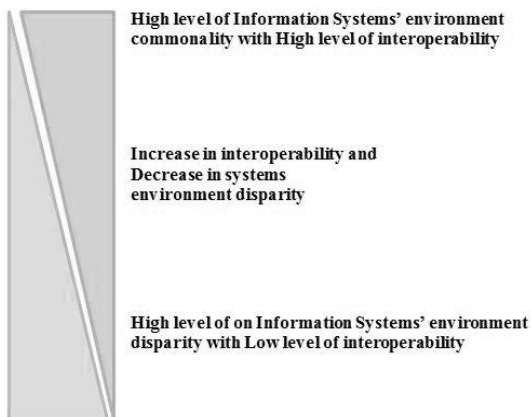 High level of Information Systems’ environment
commonality with High level of interoperability
Increase in interoperability and
Decrease in systems
environment disparity
High level of on Information Systems’ environment
disparity with Low level of interoperability